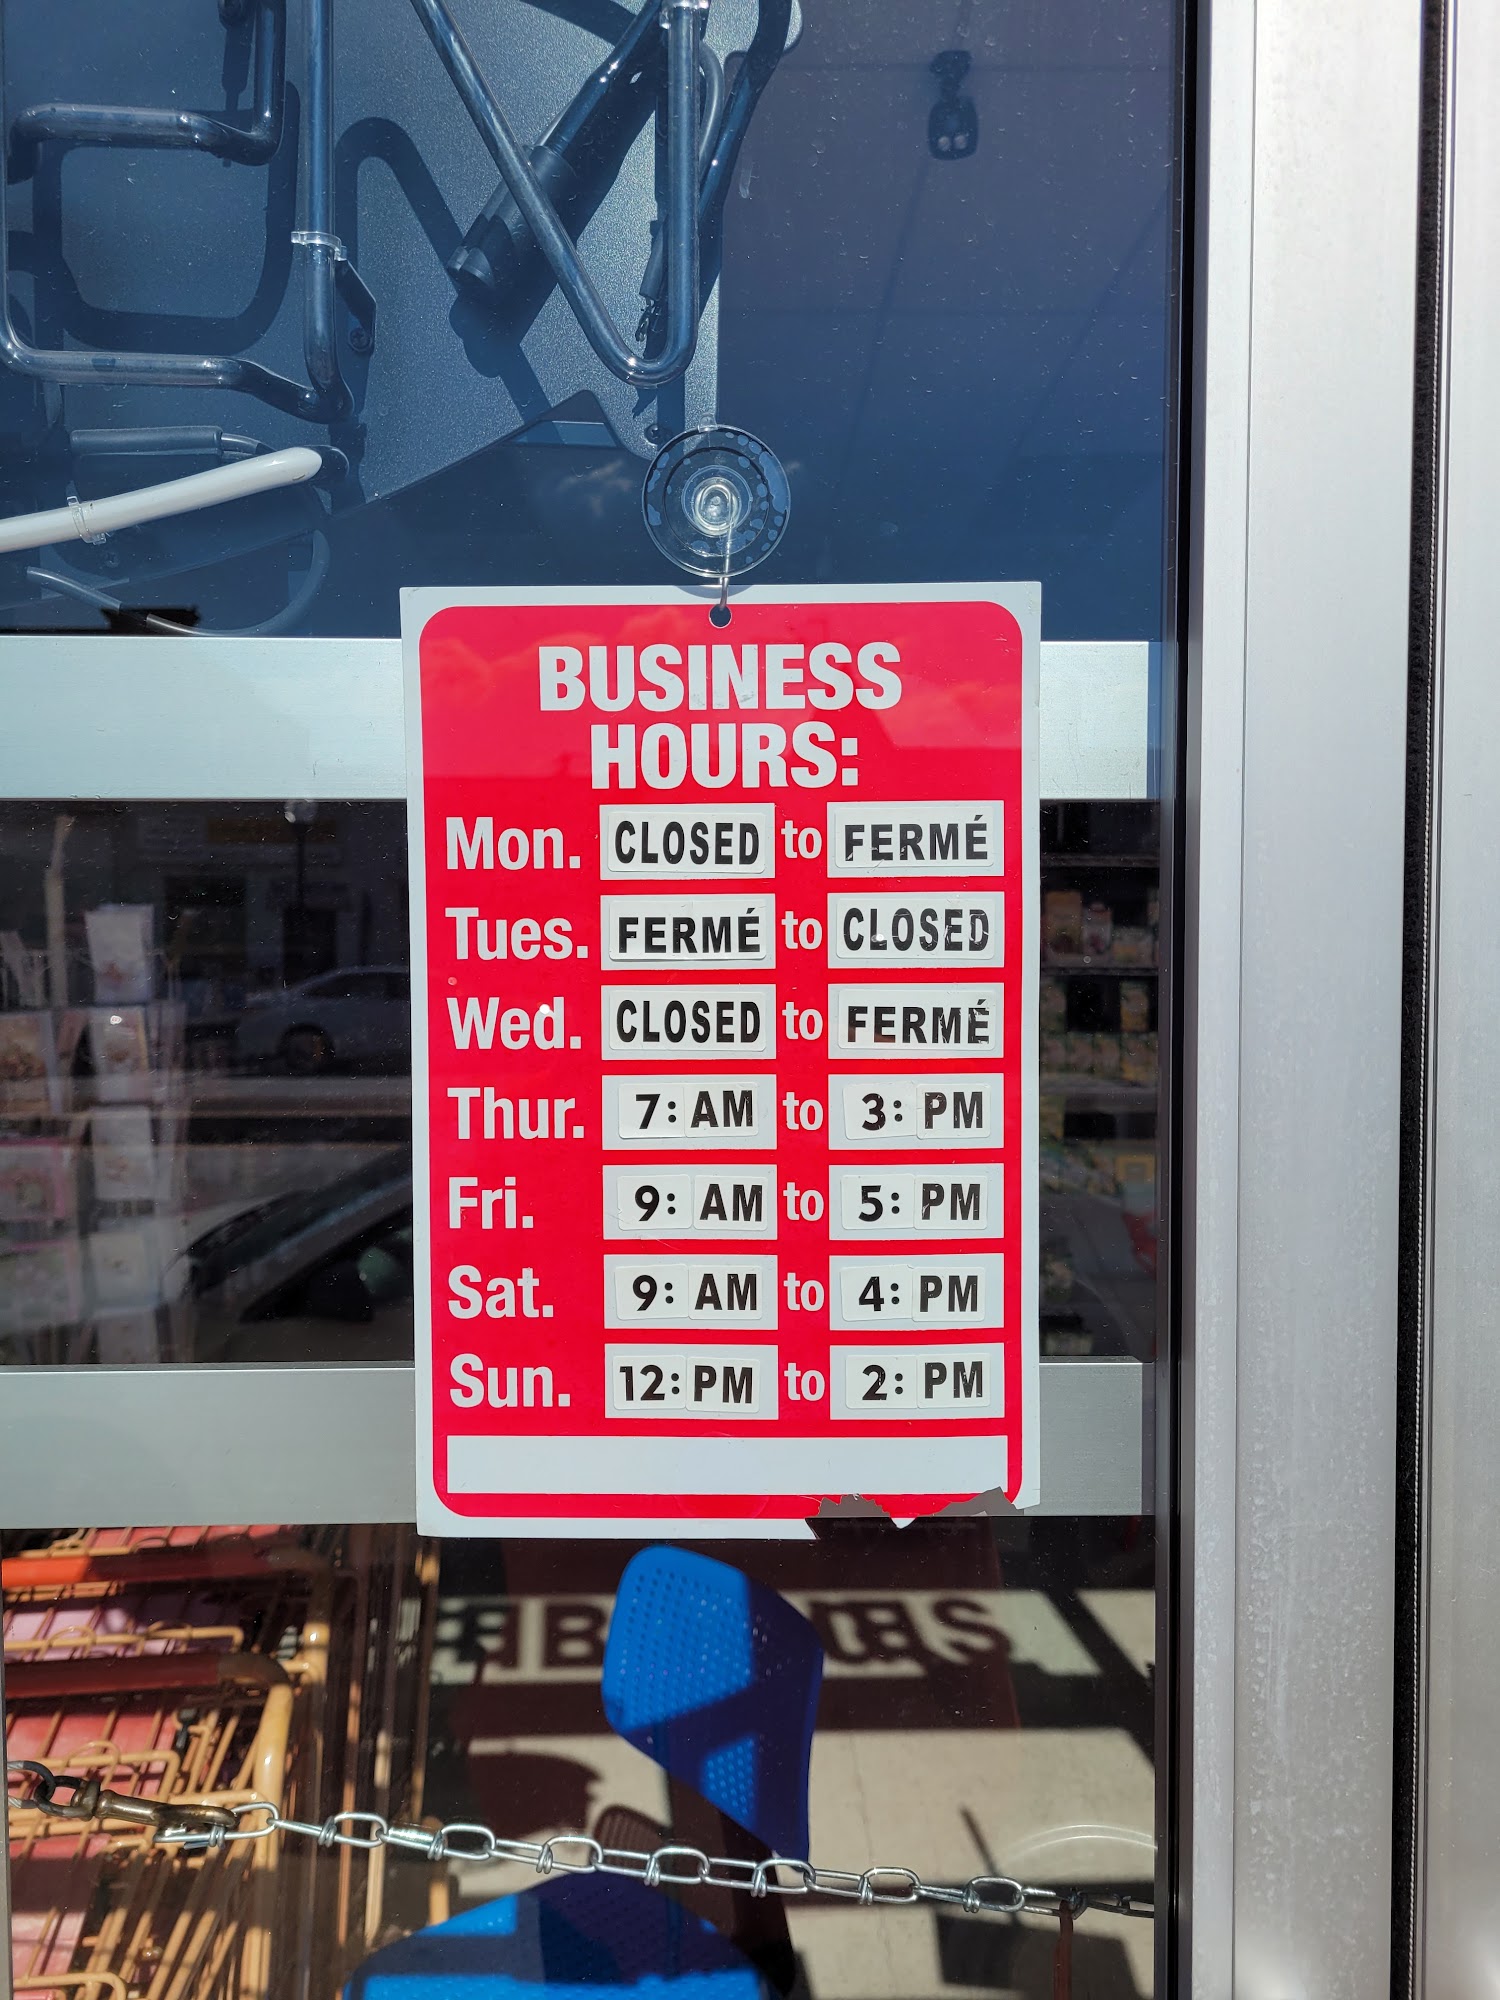 BUSINESS
HOURS:
Mon. CLOSED to FERMÉ
Tues. FERMÉ to CLOSED
Wed. CLOSED to FERMÉ
Thur. 7: AM to 3: PM
Fri. 9: AM to 5: PM
Sat. 9: AM to 4: PM
Sun. 12: PM to 2: PM